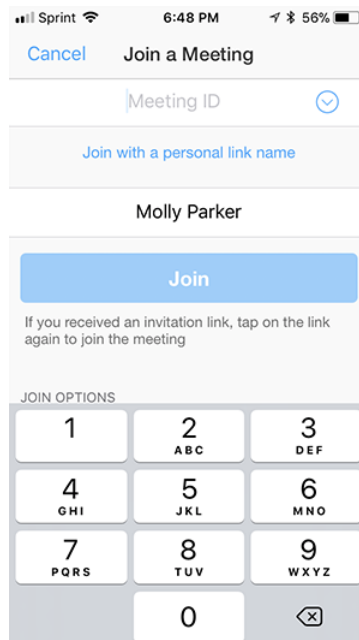 Sprint 6:48 PM 56%
Cancel Join a Meeting
Meeting ID
Join with a personal link name
Molly Parker
Join
If you received an invitation link, tap on the link
again to join the meeting
JOIN OPTIONS
1 2 3
ABC DEF
4 5 6
GHI JKL MNO
7 8 9
PQRS TUV WXYZ
0